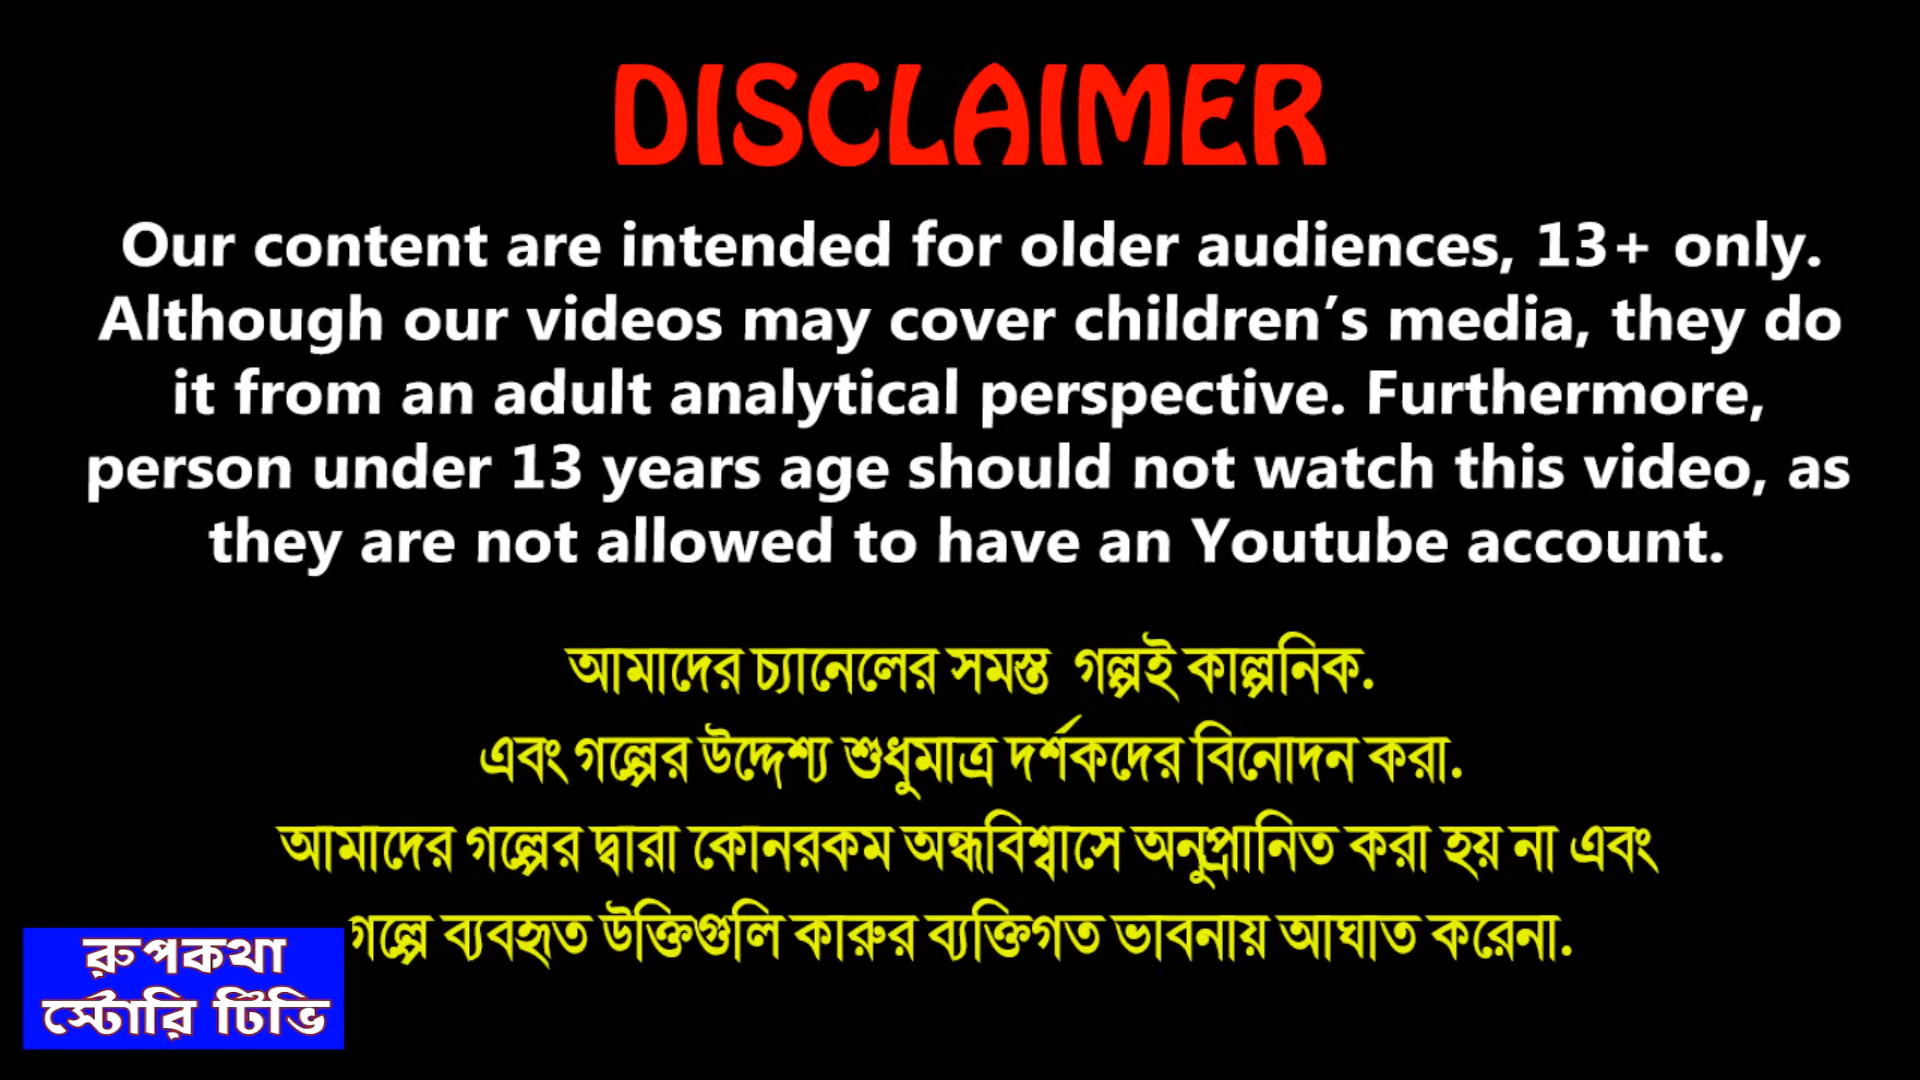 DISCLAIMER
Our content are intended for older audiences, 13+ only.
Although our videos may cover children’s media, they do
it from an adult analytical perspective. Furthermore,
person under 13 years age should not watch this video, as
they are not allowed to have an Youtube account.
আমাদের চ্যানেলের সমস্ত গল্পই কাল্পনিক.
এবং গল্পের উদ্দেশ্য শুধুমাত্র দর্শকদের বিনোদন করা.
আমাদের গল্পের দ্বারা কোনরকম অন্ধবিশ্বাসে অনুপ্রানিত করা হয় না এবং
গল্পে ব্যবহৃত উক্তিগুলি কারুর ব্যক্তিগত ভাবনায় আঘাত করেনা.
রুপকথা
স্টোরি টিভি